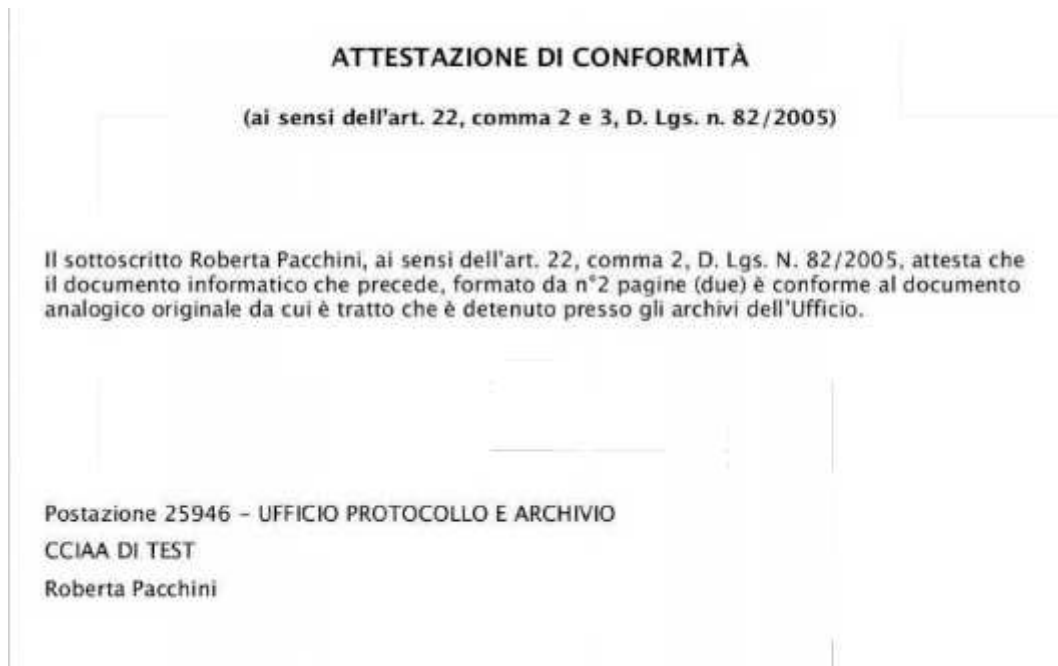 ATTESTAZIONE DI CONFORMITÀ
(ai sensi dell'art. 22, comma 2 e 3, D. Lgs. n. 82/2005)
Il sottoscritto Roberta Pacchini, ai sensi dell'art. 22, comma 2, D. Lgs. N. 82/2005, attesta che
il documento informatico che precede, formato da n°2 pagine (due) è conforme al documento
analogico originale da cui è tratto che è detenuto presso gli archivi dell'Ufficio.
Postazione 25946 – UFFICIO PROTOCOLLO E ARCHIVIO
CCIAA DI TEST
Roberta Pacchini